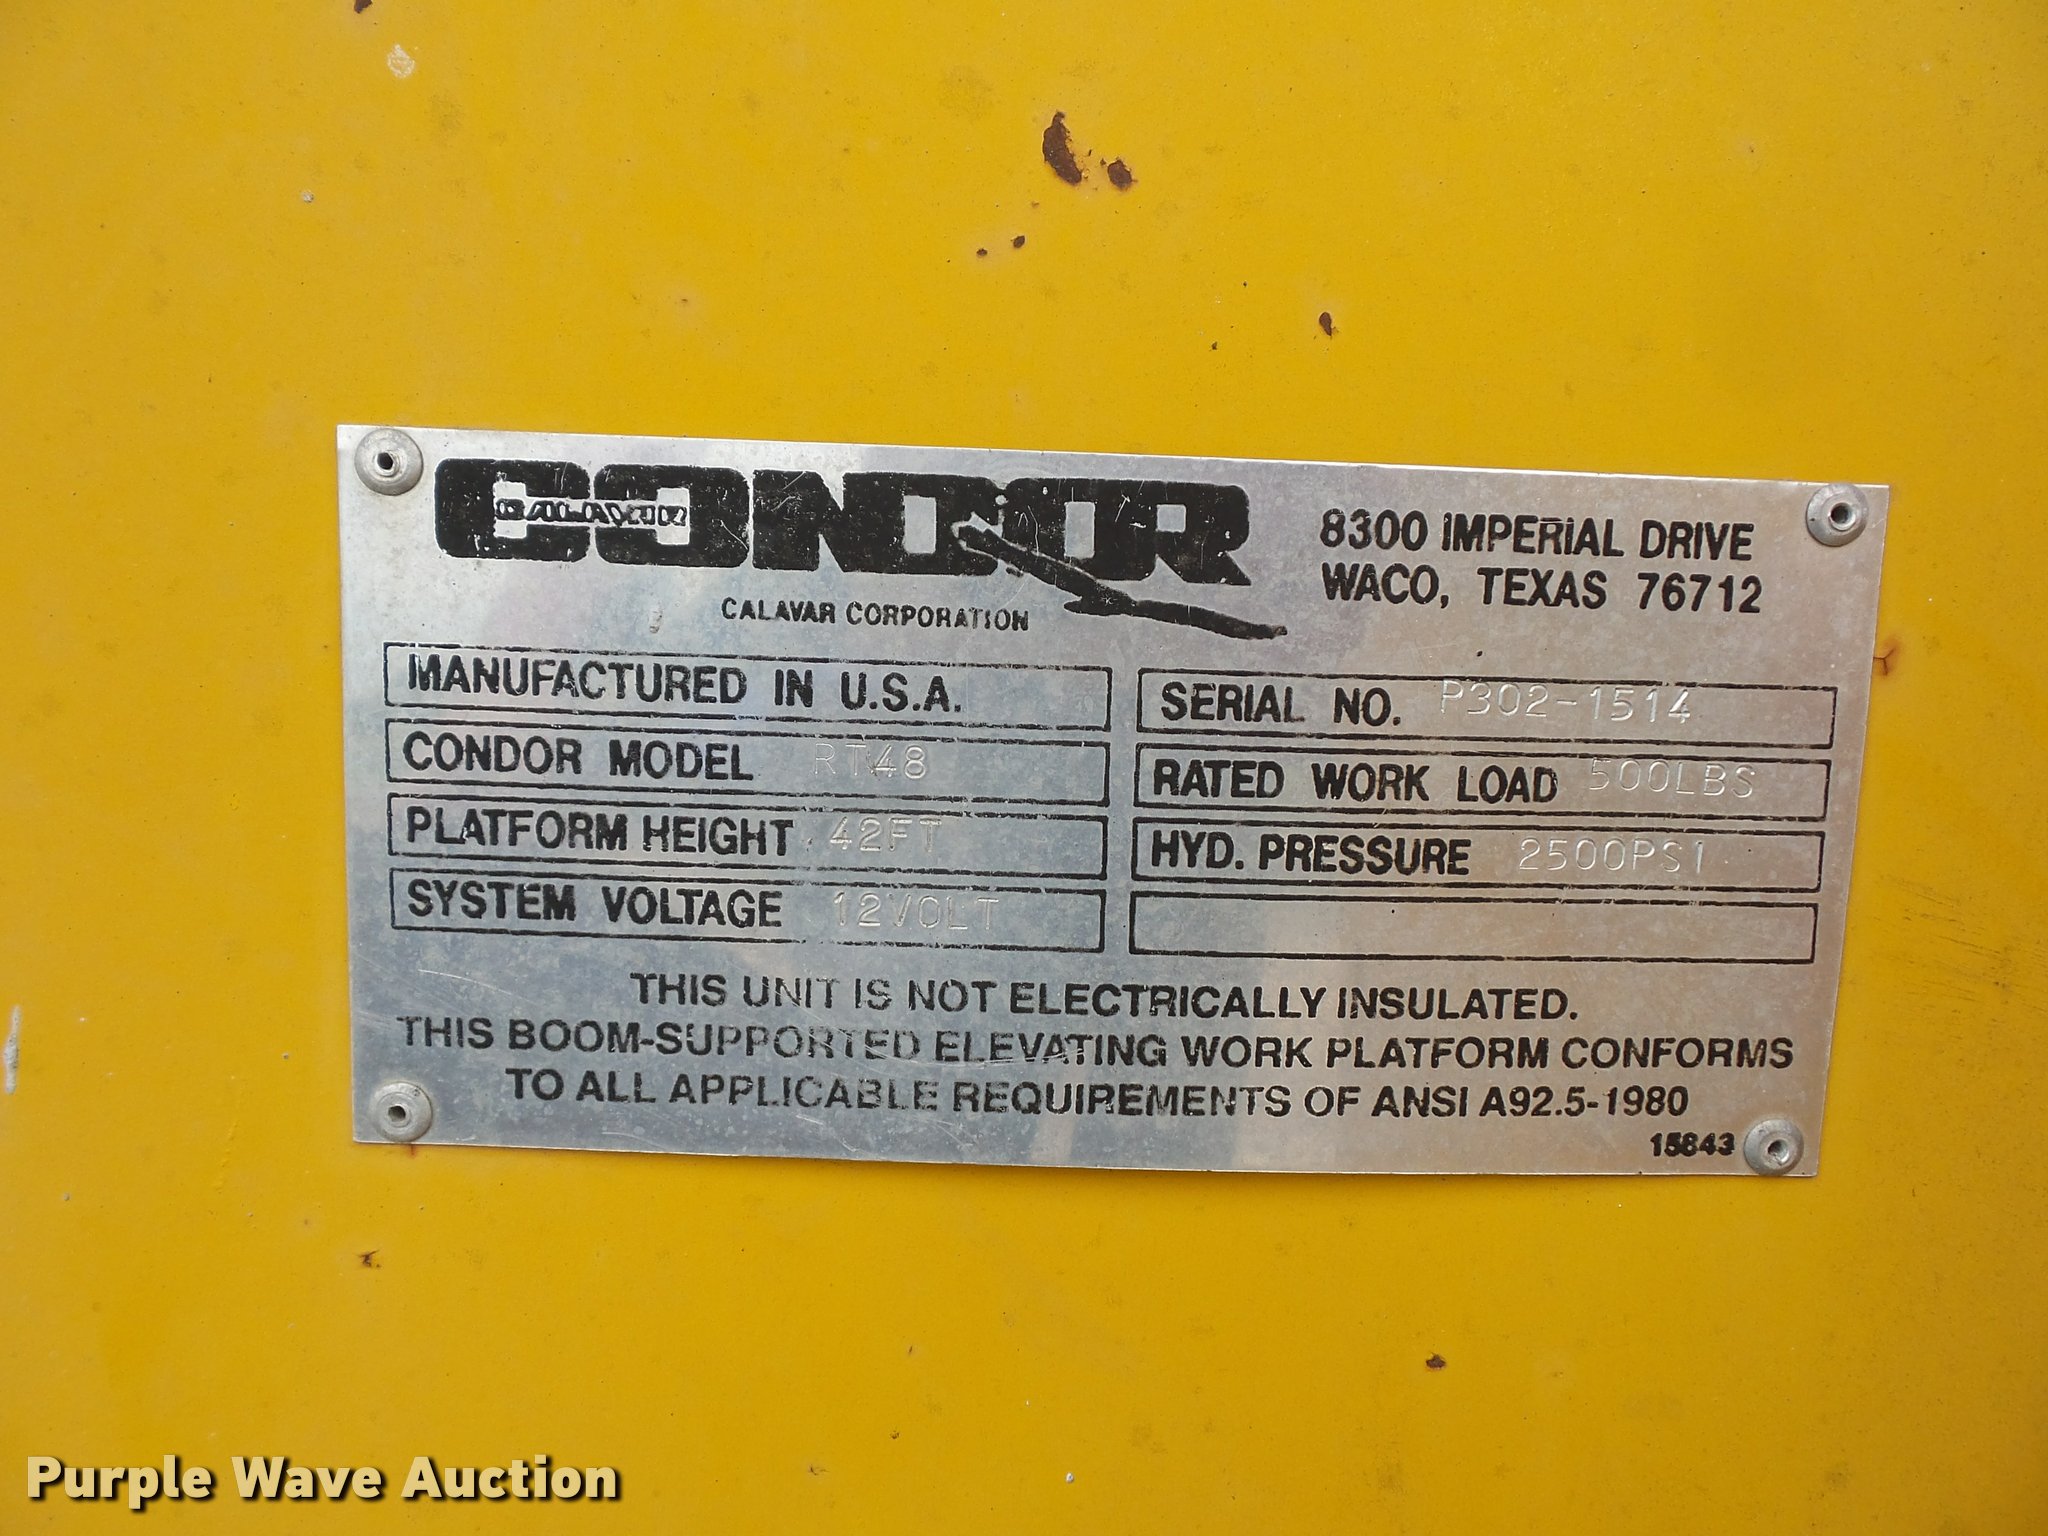 CONDOR
CALAVAR
CALAVAR CORPORATION
8300 IMPERIAL DRIVE
WACO, TEXAS 76712
MANUFACTURED IN U.S.A.
CONDOR MODEL RT48
PLATFORM HEIGHT 42FT
SYSTEM VOLTAGE 12VOLT
SERIAL NO. P302-1514
RATED WORK LOAD 500LBS
HYD. PRESSURE 2500PSI
THIS UNIT IS NOT ELECTRICALLY INSULATED.
THIS BOOM-SUPPORTED ELEVATING WORK PLATFORM CONFORMS
TO ALL APPLICABLE REQUIREMENTS OF ANSI A92.5-1980
15843
Purple Wave Auction